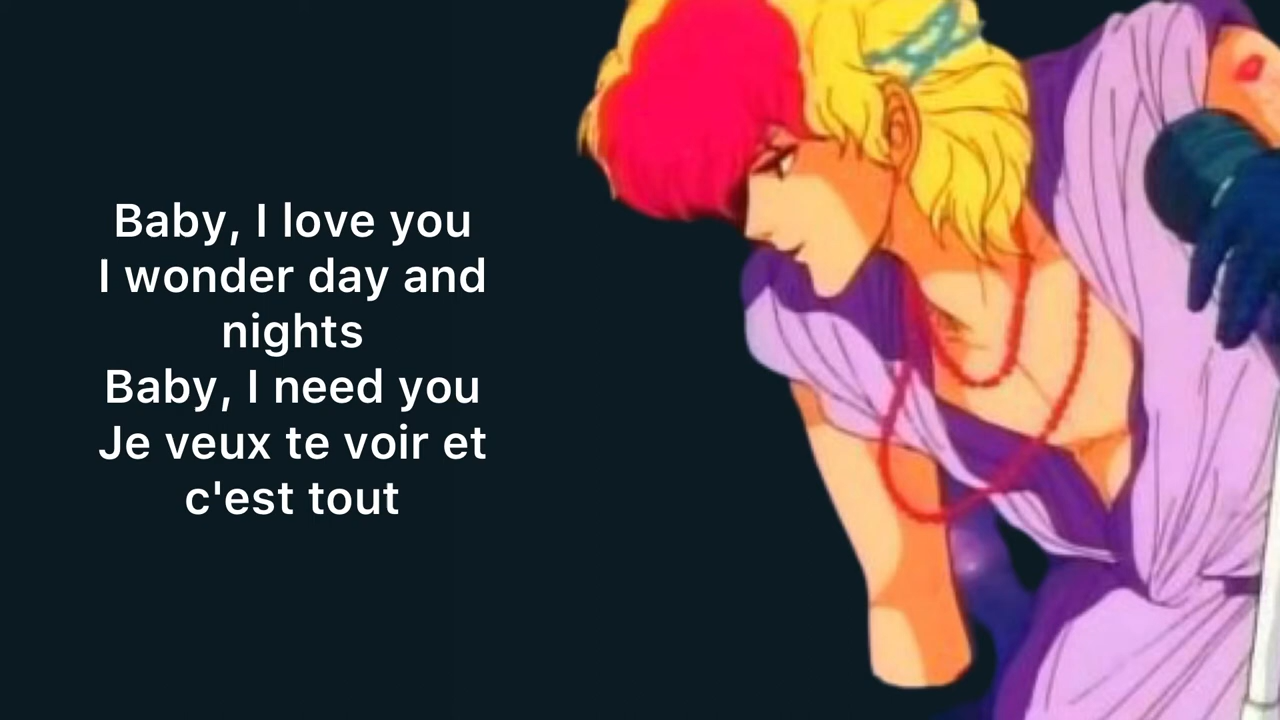 Baby, I love you
I wonder day and
nights
Baby, I need you
Je veux te voir et
c'est tout